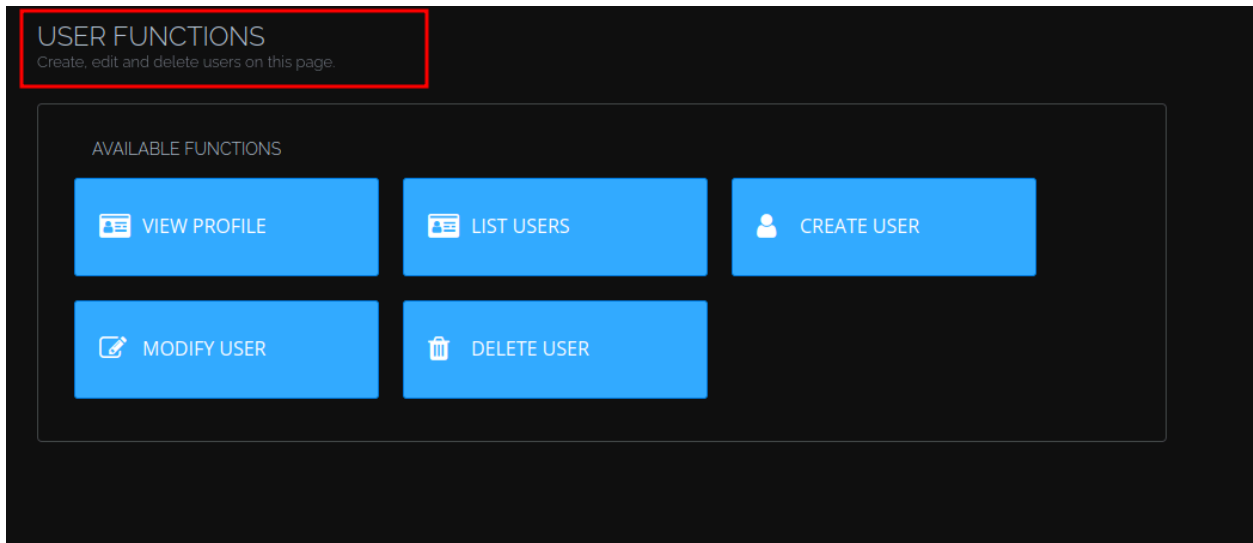 USER FUNCTIONS
Create, edit and delete users on this page.
AVAILABLE FUNCTIONS
VIEW PROFILE
LIST USERS
CREATE USER
MODIFY USER
DELETE USER